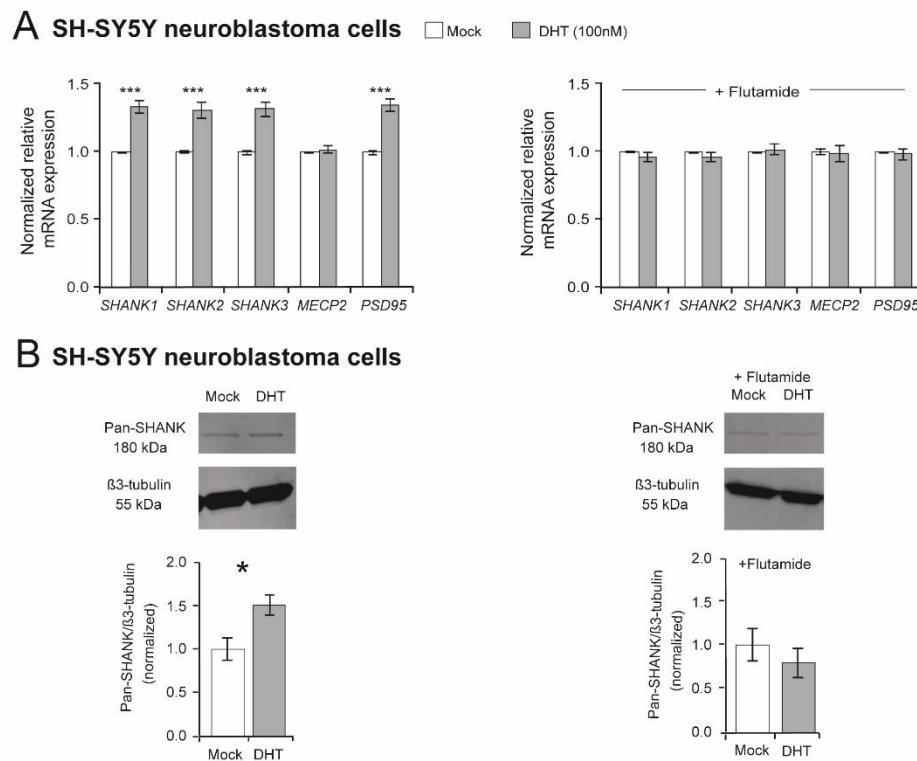 A SH-SY5Y neuroblastoma cells Mock DHT (100nM)
Normalized relative
mRNA expression
1.5
1.0
0.5
0.0
*** *** *** ***
SHANK1 SHANK2 SHANK3 MECP2 PSD95
Normalized relative
mRNA expression
1.5
1.0
0.5
0.0
+ Flutamide
SHANK1 SHANK2 SHANK3 MECP2 PSD95
B SH-SY5Y neuroblastoma cells
Mock DHT
Pan-SHANK
180 kDa
ß3-tubulin
55 kDa
Pan-SHANK/ß3-tubulin
(normalized)
2.0
1.5
1.0
0.5
0.0
*
Mock DHT
+ Flutamide
Mock DHT
Pan-SHANK
180 kDa
ß3-tubulin
55 kDa
Pan-SHANK/ß3-tubulin
(normalized)
2.0
1.5
1.0
0.5
0.0
+Flutamide
Mock DHT